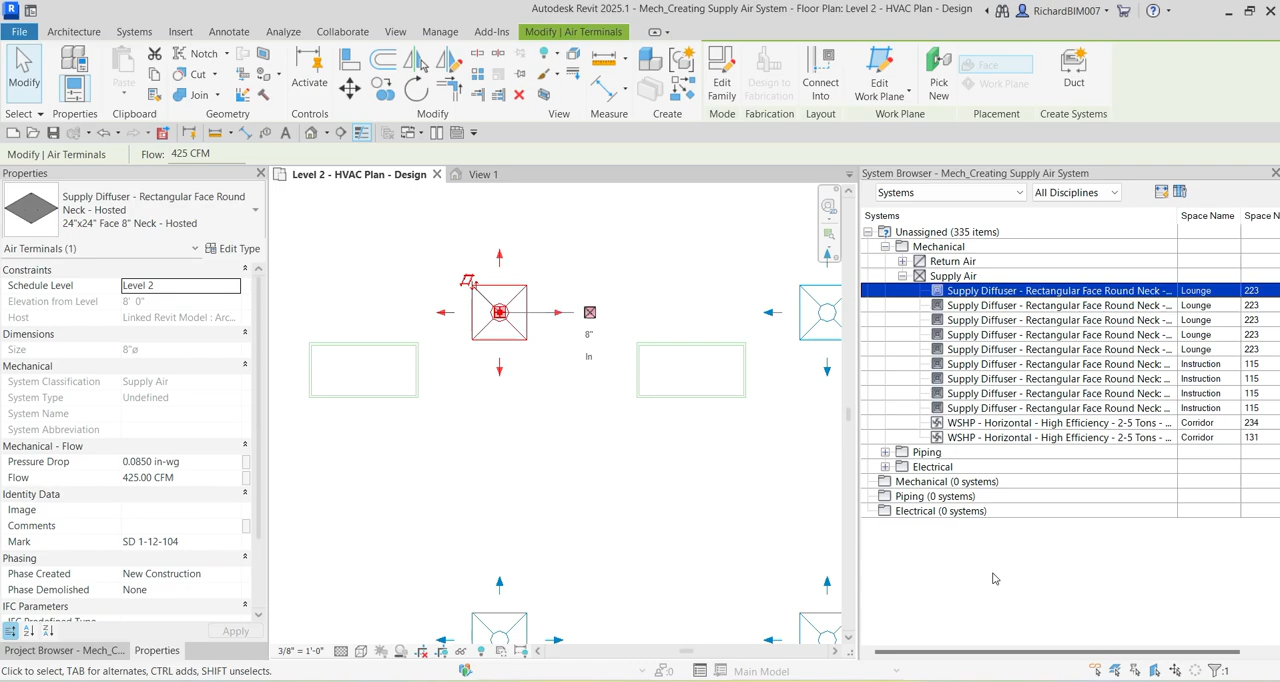 Autodesk Revit 2025.1 - Mech_Creating Supply Air System - Floor Plan: Level 2 - HVAC Plan - Design
RichardBIM007
File
Architecture
Systems
Insert
Annotate
Analyze
Collaborate
View
Manage
Add-Ins
Modify | Air Terminals
Modify
Paste
Notch
Cut
Join
Activate
Edit Family
Design to Fabrication
Connect Into
Edit Work Plane
Pick New
Face
Work Plane
Duct
Select
Properties
Clipboard
Geometry
Controls
Modify
View
Measure
Create
Mode
Fabrication
Layout
Work Plane
Placement
Create Systems
Modify | Air Terminals
Flow: 425 CFM
Properties
Supply Diffuser - Rectangular Face Round
Neck - Hosted
24"x24" Face 8" Neck - Hosted
Air Terminals (1)
Edit Type
Constraints
Schedule Level Level 2
Elevation from Level 8' 0"
Host Linked Revit Model : Arc...
Dimensions
Size 8"ø
Mechanical
System Classification Supply Air
System Type Undefined
System Name
System Abbreviation
Mechanical - Flow
Pressure Drop 0.0850 in-wg
Flow 425.00 CFM
Identity Data
Image
Comments
Mark SD 1-12-104
Phasing
Phase Created New Construction
Phase Demolished None
IFC Parameters
Apply
Project Browser - Mech_C...
Properties
Level 2 - HVAC Plan - Design
View 1
8"
In
3/8" = 1'-0"
System Browser - Mech_Creating Supply Air System
Systems
All Disciplines
Systems Space Name Space N
Unassigned (335 items)
Mechanical
Return Air
Supply Air
Supply Diffuser - Rectangular Face Round Neck -... Lounge 223
Supply Diffuser - Rectangular Face Round Neck -... Lounge 223
Supply Diffuser - Rectangular Face Round Neck -... Lounge 223
Supply Diffuser - Rectangular Face Round Neck -... Lounge 223
Supply Diffuser - Rectangular Face Round Neck -... Lounge 223
Supply Diffuser - Rectangular Face Round Neck: ... Instruction 115
Supply Diffuser - Rectangular Face Round Neck: ... Instruction 115
Supply Diffuser - Rectangular Face Round Neck: ... Instruction 115
Supply Diffuser - Rectangular Face Round Neck: ... Instruction 115
WSHP - Horizontal - High Efficiency - 2-5 Tons - ... Corridor 234
WSHP - Horizontal - High Efficiency - 2-5 Tons - ... Corridor 131
Piping
Electrical
Mechanical (0 systems)
Piping (0 systems)
Electrical (0 systems)
Click to select, TAB for alternates, CTRL adds, SHIFT unselects.
:0
Main Model
:1